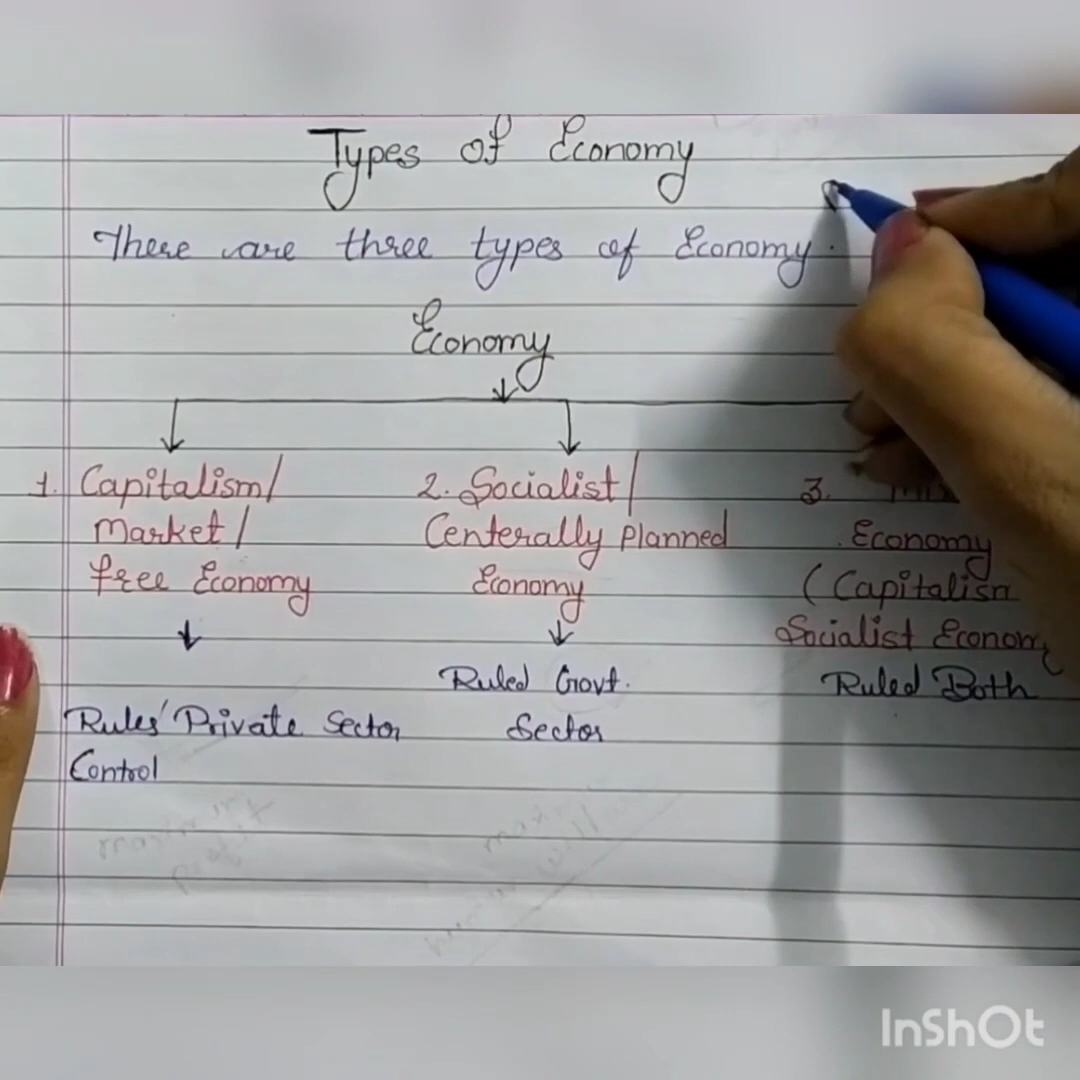 Types of Economy
There are three types of Economy.
Economy
1. Capitalism/
Market/
free Economy
Rules' Private Sector
Control
2. Socialist/
Centerally planned
Economy
Ruled Govt.
Sector
3.
Economy
(Capitalism
Socialist Economy
Ruled Both
InShOt